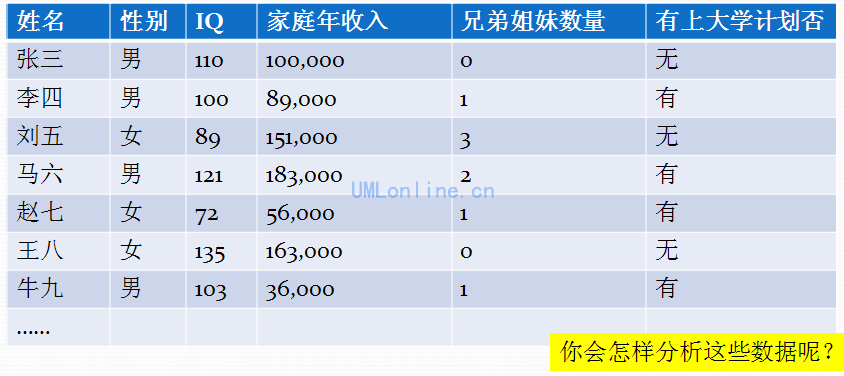 姓名 性别 IQ 家庭年收入 兄弟姐妹数量 有上大学计划否
张三 男 110 100,000 0 无
李四 男 100 89,000 1 有
刘五 女 89 151,000 3 无
马六 男 121 183,000 2 有
UMLonline.cn
赵七 女 72 56,000 1 有
王八 女 135 163,000 0 无
牛九 男 103 36,000 1 有
......
你会怎样分析这些数据呢？